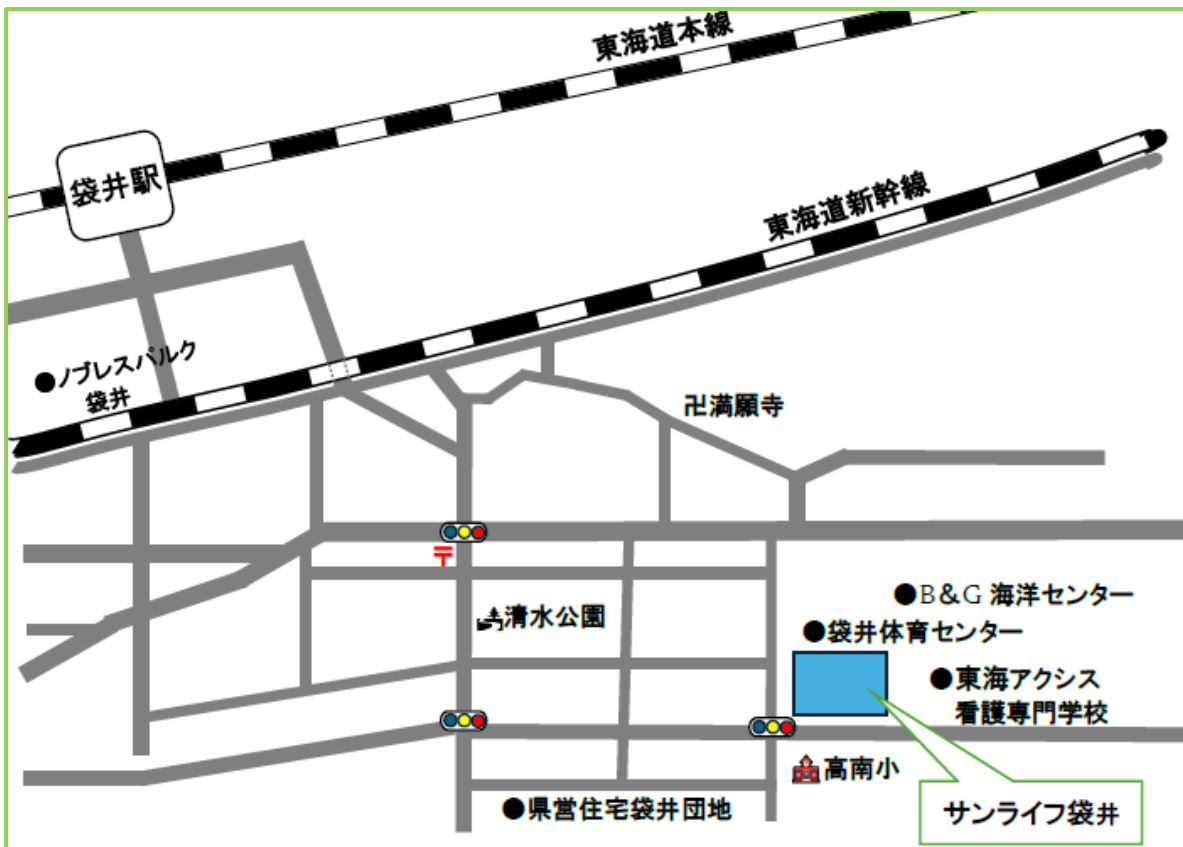 東海道本線
袋井駅
東海道新幹線
●ノブレスパルク
袋井
卍満願寺
〒
清水公園
●B&G 海洋センター
●袋井体育センター
●東海アクシス
看護専門学校
高南小
●県営住宅袋井団地
サンライフ袋井